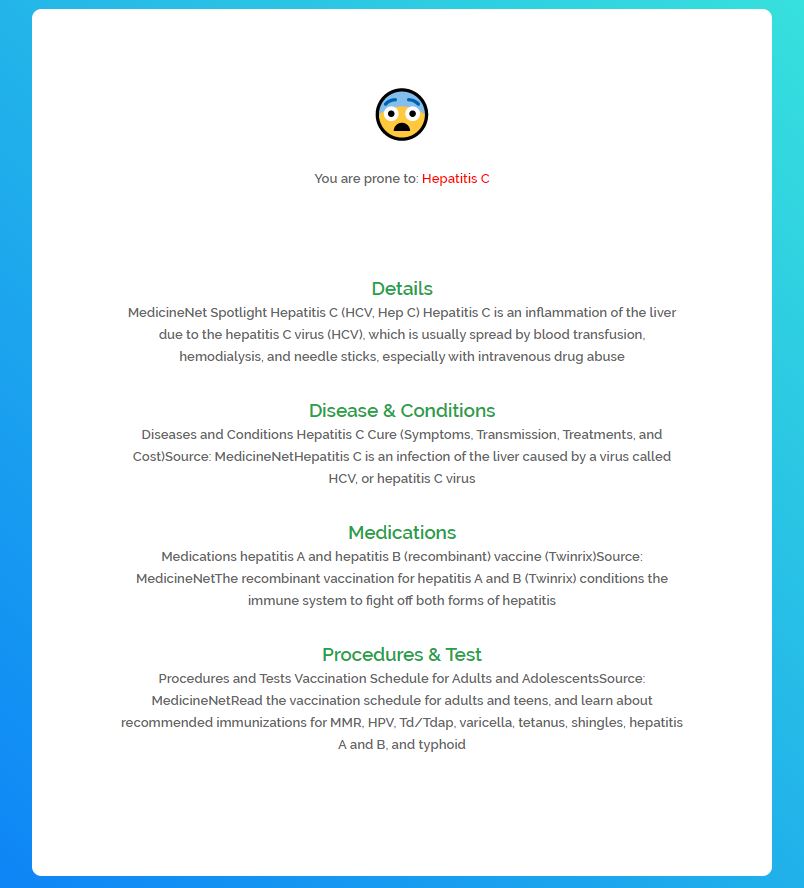 You are prone to: Hepatitis C
Details
MedicineNet Spotlight Hepatitis C (HCV, Hep C) Hepatitis C is an inflammation of the liver
due to the hepatitis C virus (HCV), which is usually spread by blood transfusion,
hemodialysis, and needle sticks, especially with intravenous drug abuse
Disease & Conditions
Diseases and Conditions Hepatitis C Cure (Symptoms, Transmission, Treatments, and
Cost)Source: MedicineNetHepatitis C is an infection of the liver caused by a virus called
HCV, or hepatitis C virus
Medications
Medications hepatitis A and hepatitis B (recombinant) vaccine (Twinrix)Source:
MedicineNetThe recombinant vaccination for hepatitis A and B (Twinrix) conditions the
immune system to fight off both forms of hepatitis
Procedures & Test
Procedures and Tests Vaccination Schedule for Adults and AdolescentsSource:
MedicineNetRead the vaccination schedule for adults and teens, and learn about
recommended immunizations for MMR, HPV, Td/Tdap, varicella, tetanus, shingles, hepatitis
A and B, and typhoid